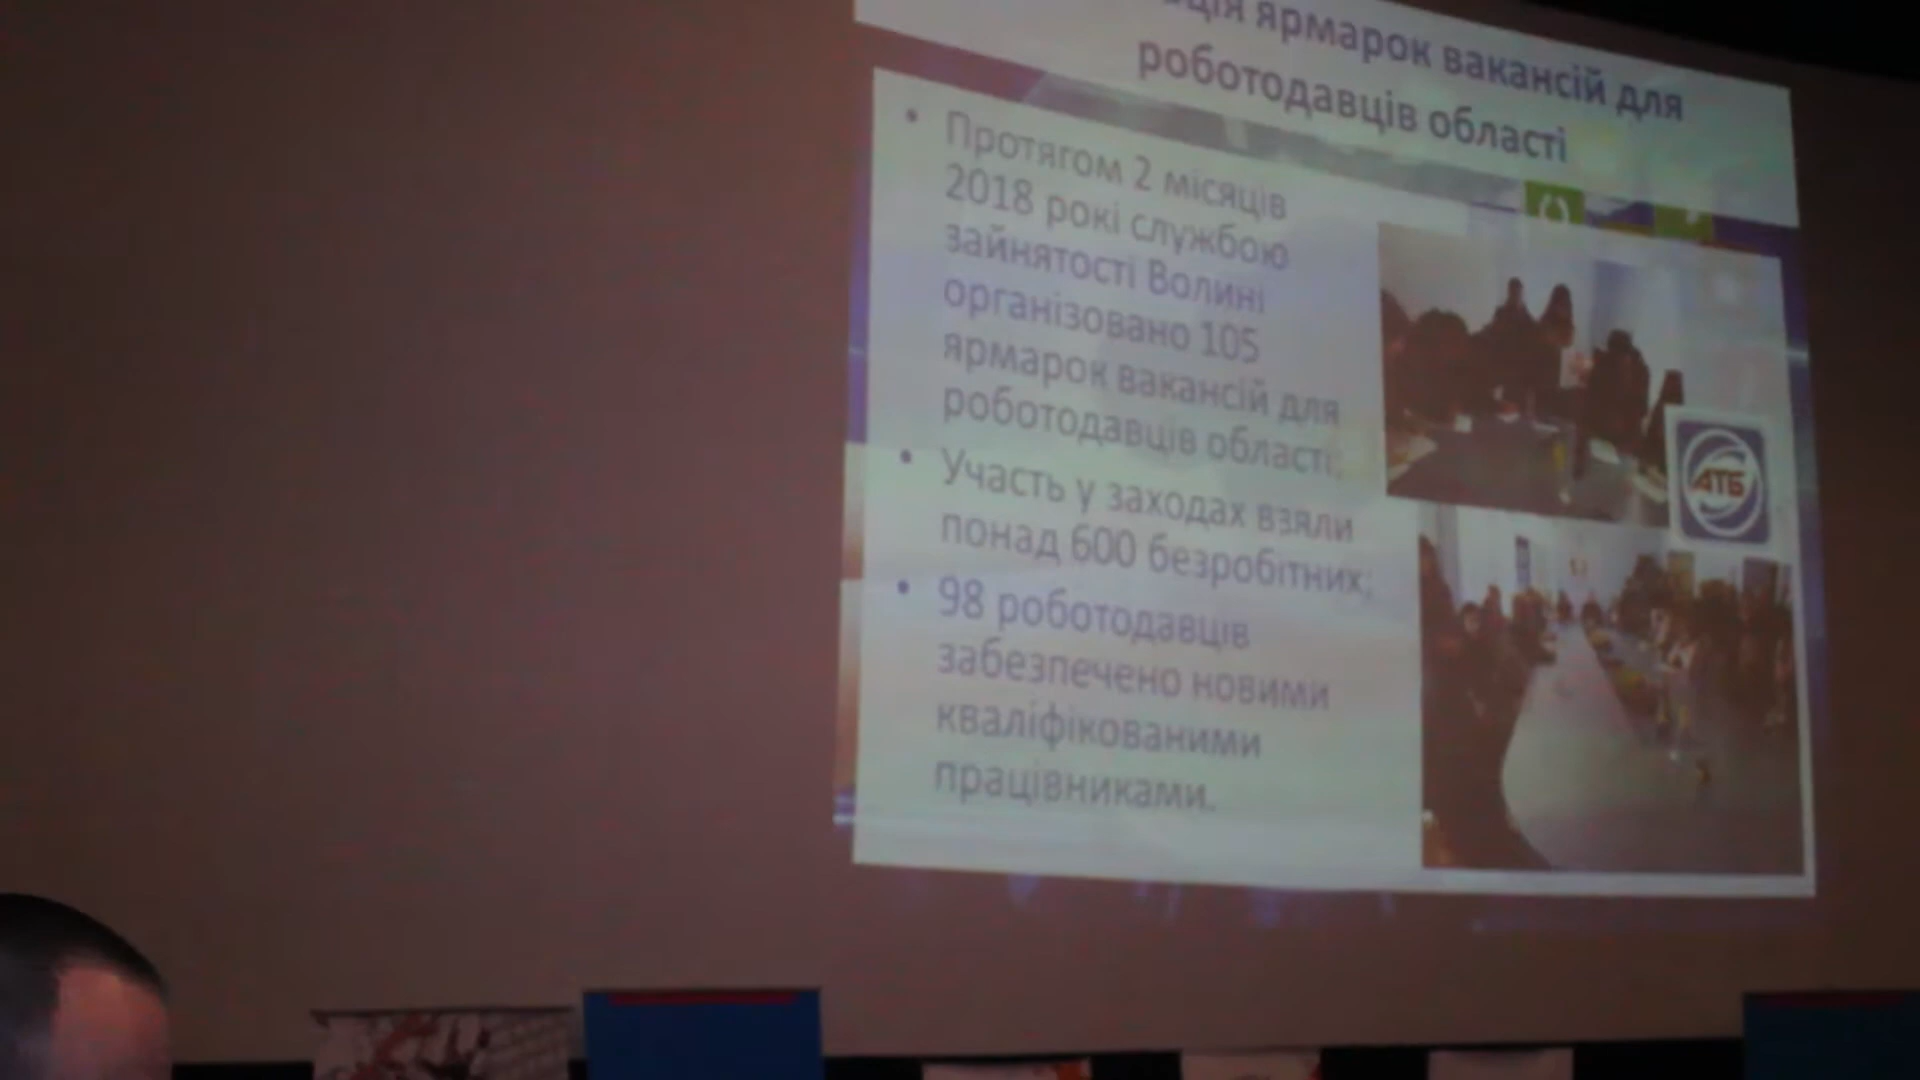 ярмарок вакансій для
роботодавців області
• Протягом 2 місяців
2018 рокі службою
зайнятості Волині
організовано 105
ярмарок вакансій для
роботодавців області;
• Участь у заходах взяли
понад 600 безробітних;
• 98 роботодавців
забезпечено новими
кваліфікованими
працівниками.
АТБ